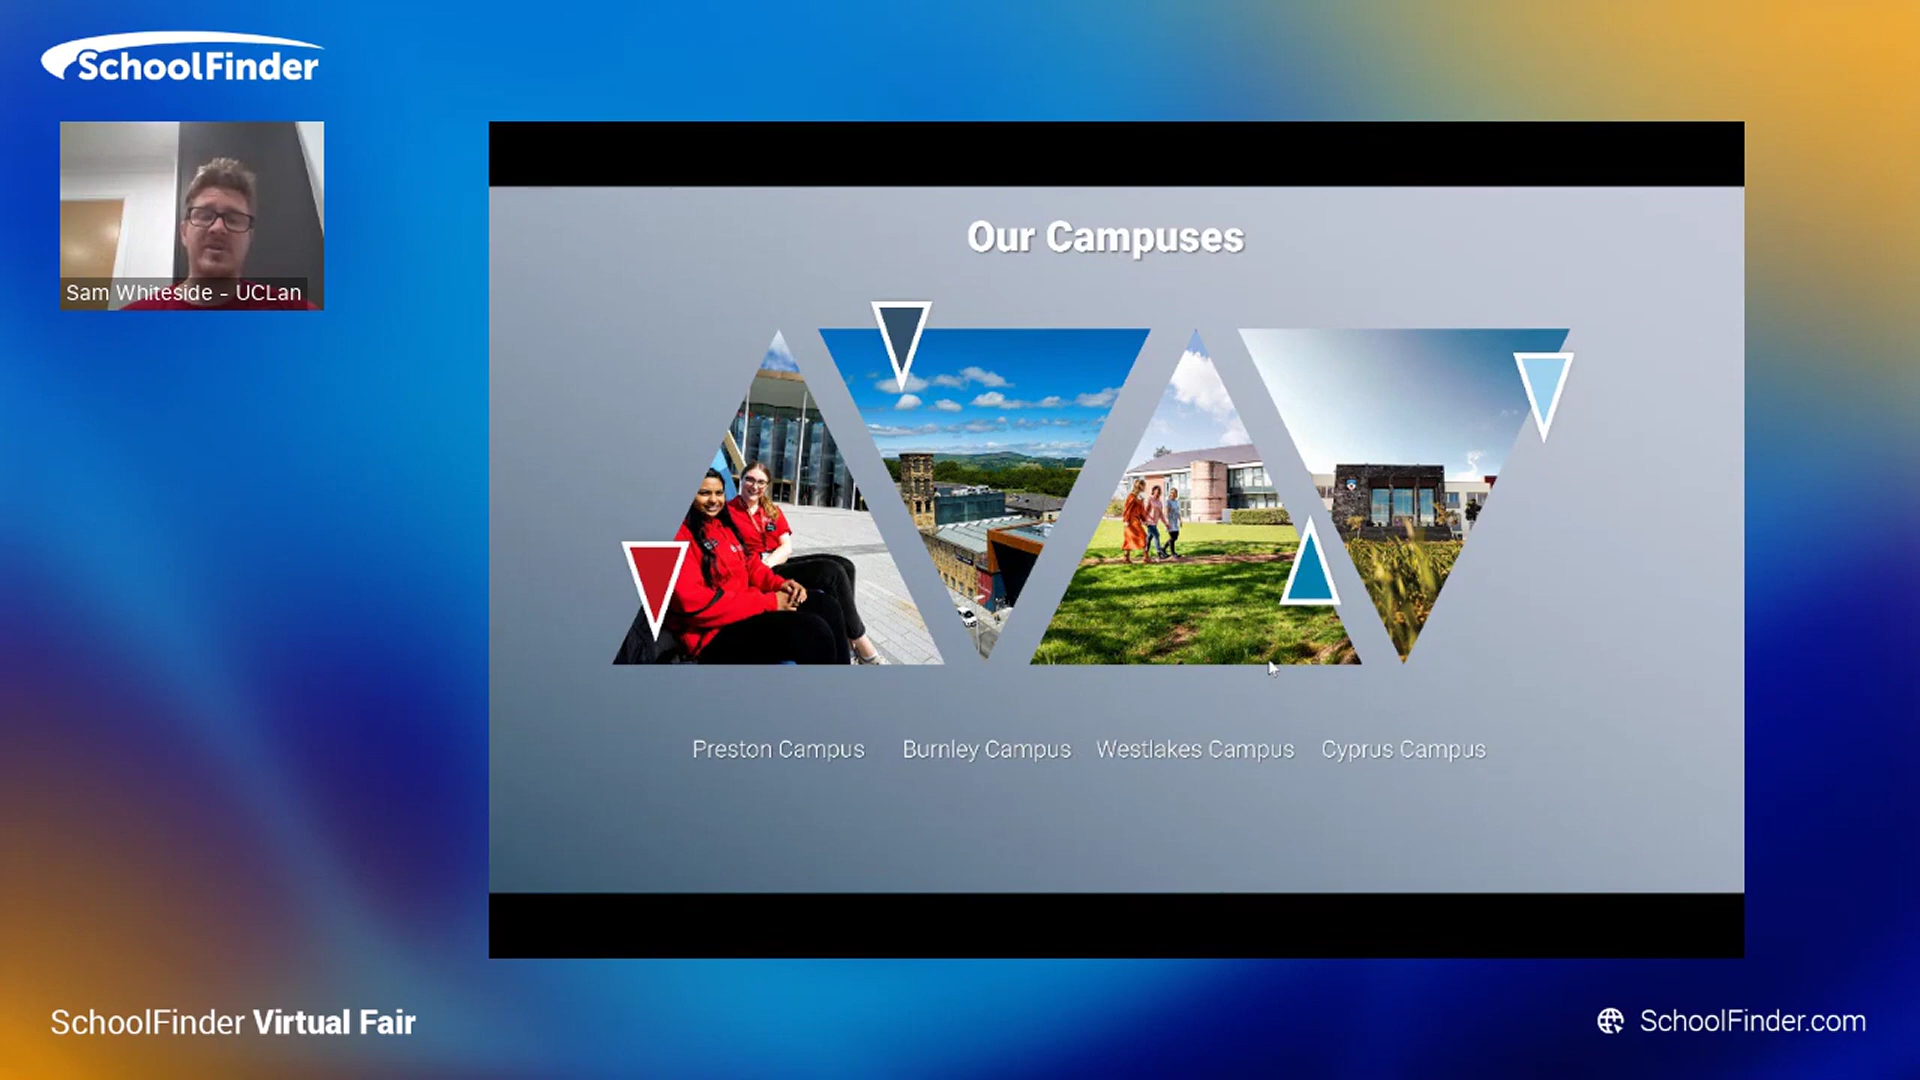 SchoolFinder
Sam Whiteside - UCLan
Our Campuses
Preston Campus
Burnley Campus
Westlakes Campus
Cyprus Campus
SchoolFinder Virtual Fair
SchoolFinder.com